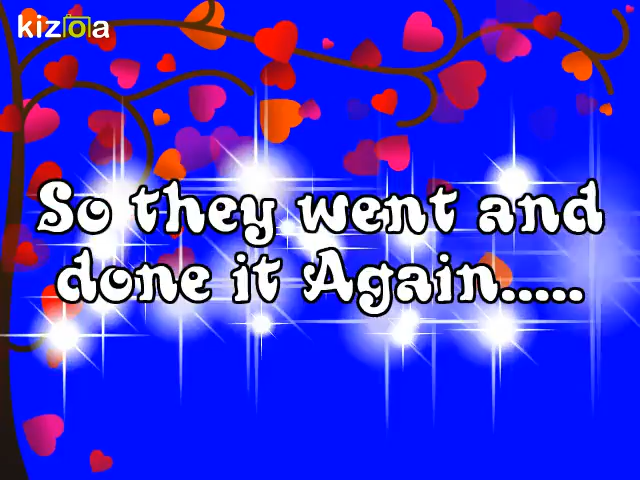 kizoa
So they went and
done it Again.....